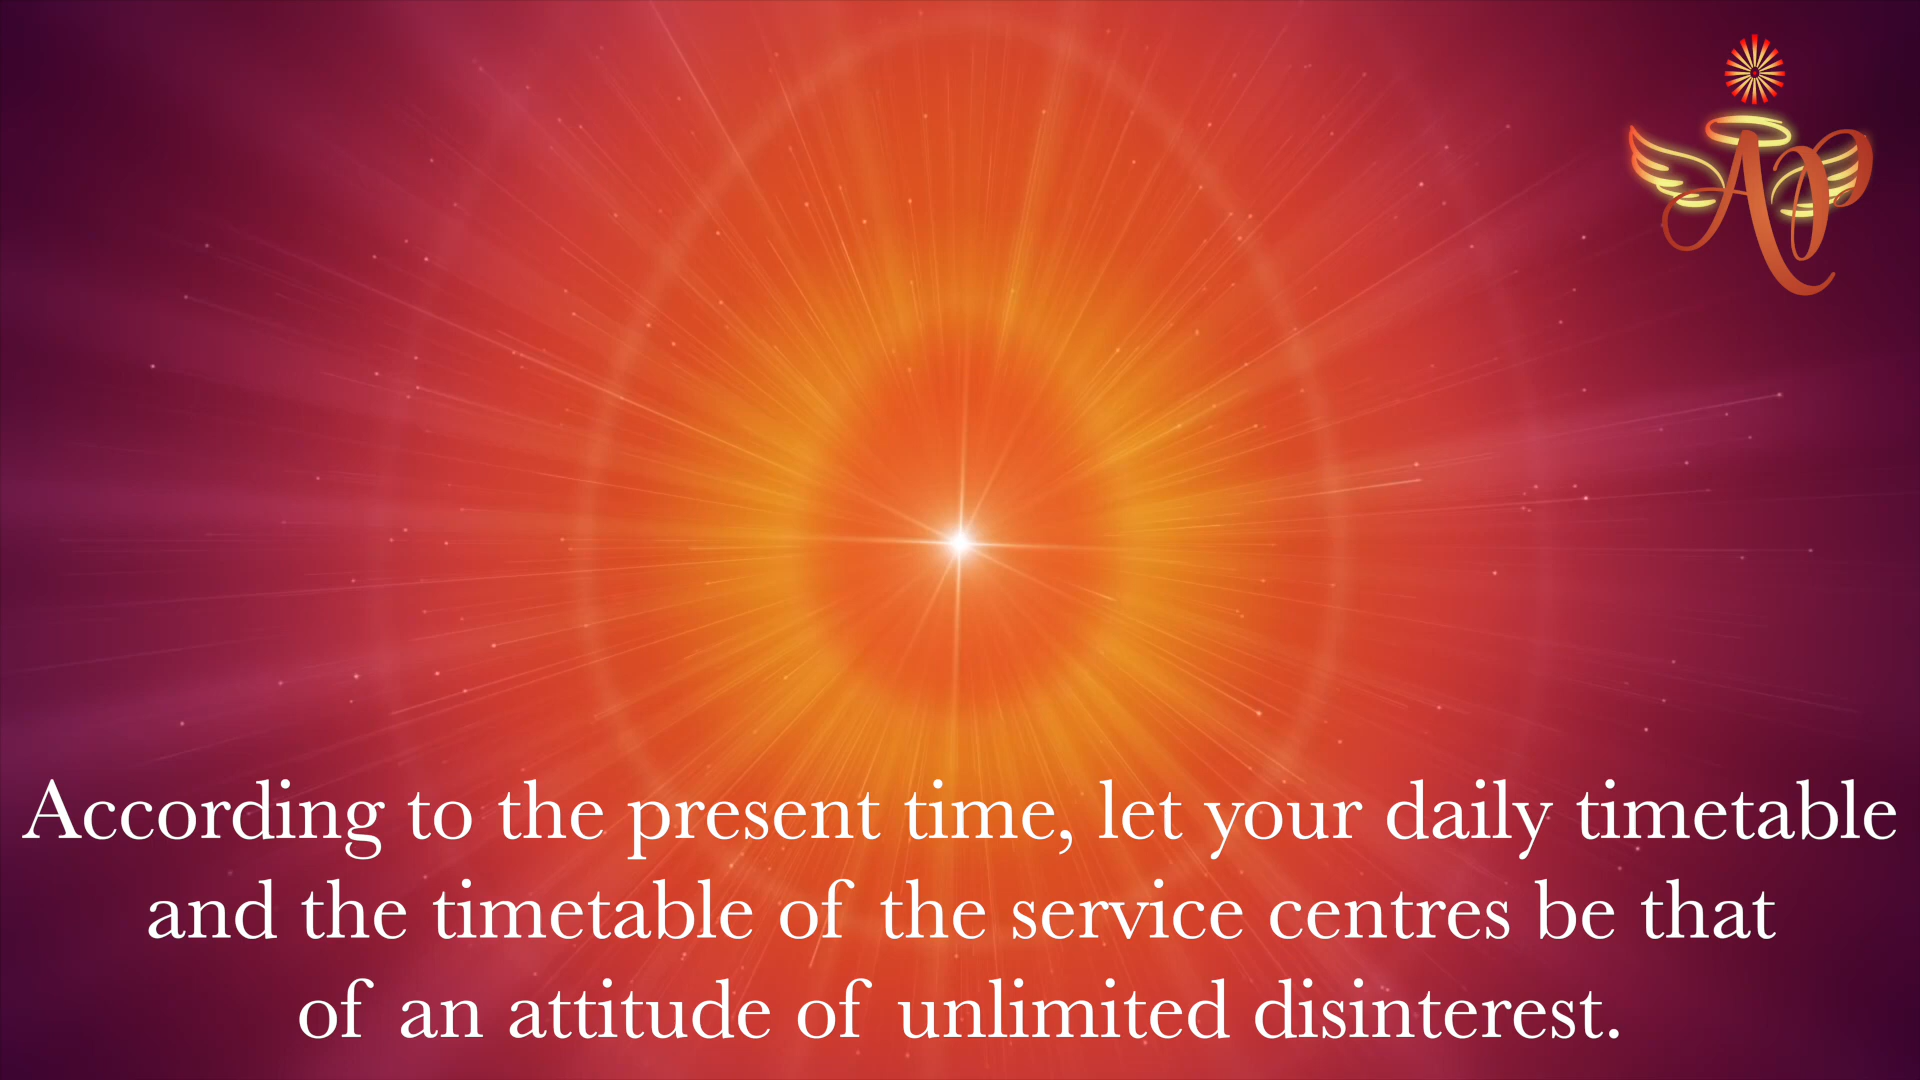 AP
According to the present time, let your daily timetable
and the timetable of the service centres be that
of an attitude of unlimited disinterest.